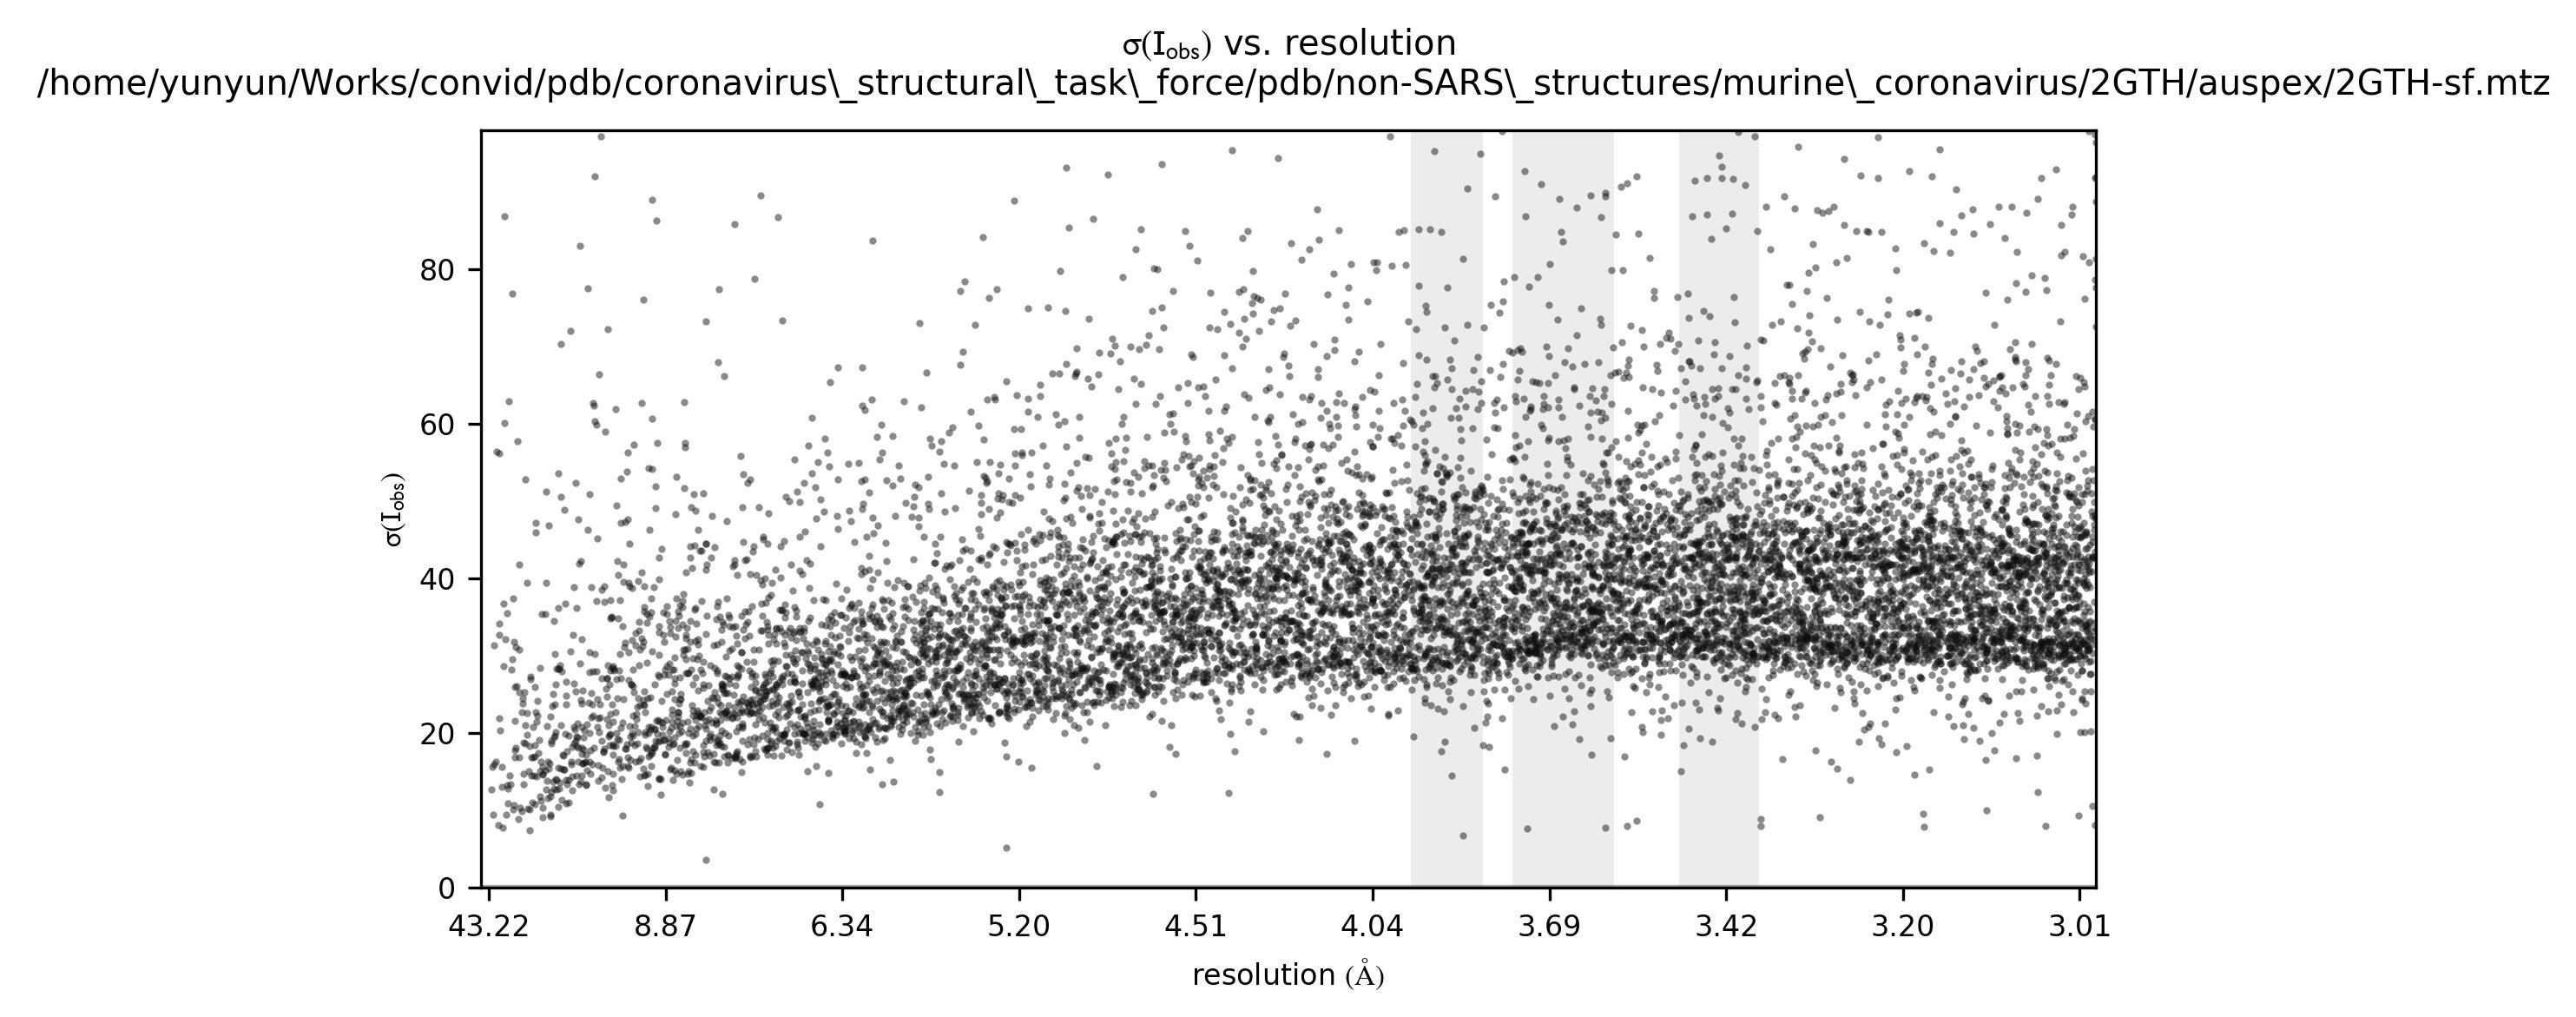 σ(I_obs) vs. resolution
/home/yunyun/Works/convid/pdb/coronavirus\_structural\_task\_force/pdb/non-SARS\_structures/murine\_coronavirus/2GTH/auspex/2GTH-sf.mtz
σ(I_obs)
80
60
40
20
0
43.22 8.87 6.34 5.20 4.51 4.04 3.69 3.42 3.20 3.01
resolution (Å)